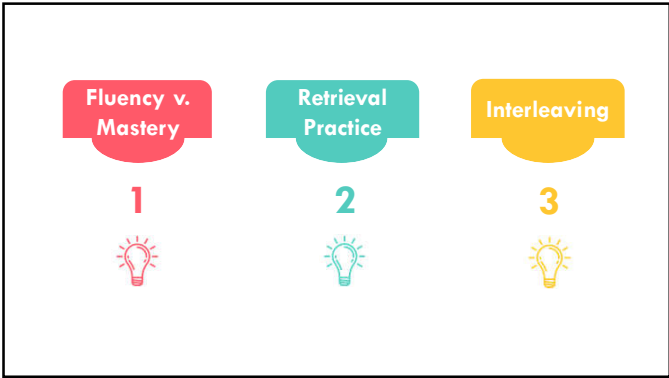 Fluency v.
Mastery
Retrieval
Practice
Interleaving
1
2
3